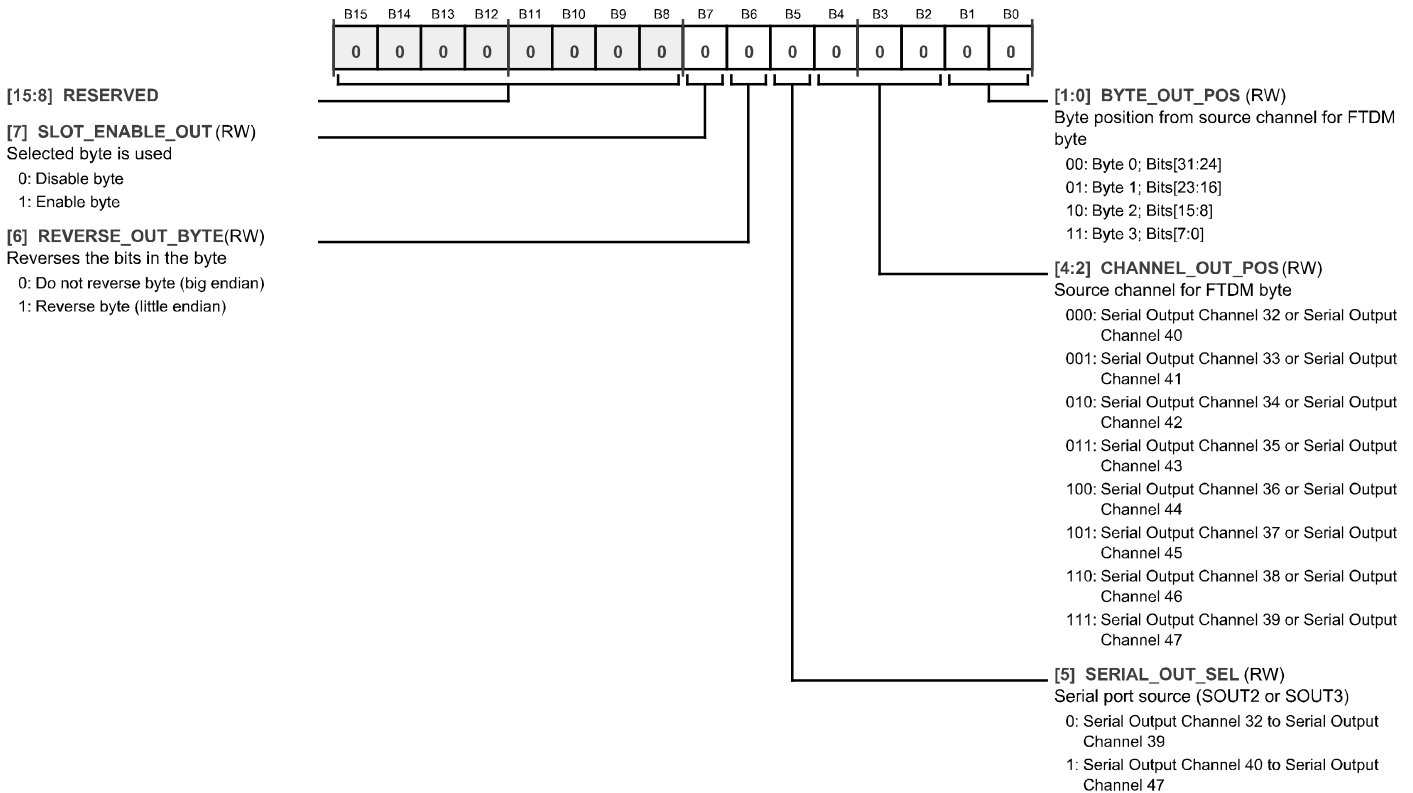 B15 B14 B13 B12 B11 B10 B9 B8 B7 B6 B5 B4 B3 B2 B1 B0
0 0 0 0 0 0 0 0 0 0 0 0 0 0 0 0
[15:8] RESERVED
[7] SLOT_ENABLE_OUT (RW)
Selected byte is used
0: Disable byte
1: Enable byte
[6] REVERSE_OUT_BYTE(RW)
Reverses the bits in the byte
0: Do not reverse byte (big endian)
1: Reverse byte (little endian)
[1:0] BYTE_OUT_POS (RW)
Byte position from source channel for FTDM
byte
00: Byte 0; Bits[31:24]
01: Byte 1; Bits[23:16]
10: Byte 2; Bits[15:8]
11: Byte 3; Bits[7:0]
[4:2] CHANNEL_OUT_POS (RW)
Source channel for FTDM byte
000: Serial Output Channel 32 or Serial Output
Channel 40
001: Serial Output Channel 33 or Serial Output
Channel 41
010: Serial Output Channel 34 or Serial Output
Channel 42
011: Serial Output Channel 35 or Serial Output
Channel 43
100: Serial Output Channel 36 or Serial Output
Channel 44
101: Serial Output Channel 37 or Serial Output
Channel 45
110: Serial Output Channel 38 or Serial Output
Channel 46
111: Serial Output Channel 39 or Serial Output
Channel 47
[5] SERIAL_OUT_SEL (RW)
Serial port source (SOUT2 or SOUT3)
0: Serial Output Channel 32 to Serial Output
Channel 39
1: Serial Output Channel 40 to Serial Output
Channel 47